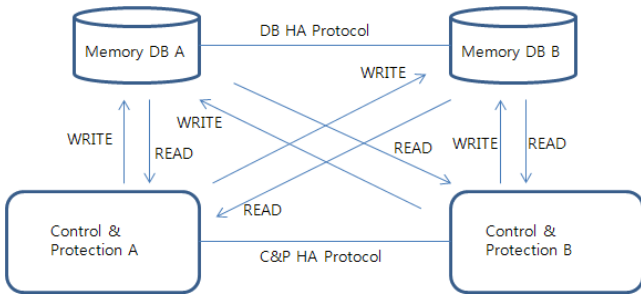 DB HA Protocol
Memory DB A
Memory DB B
WRITE
WRITE
WRITE
READ
READ
WRITE
READ
READ
Control &
Protection A
Control &
Protection B
C&P HA Protocol